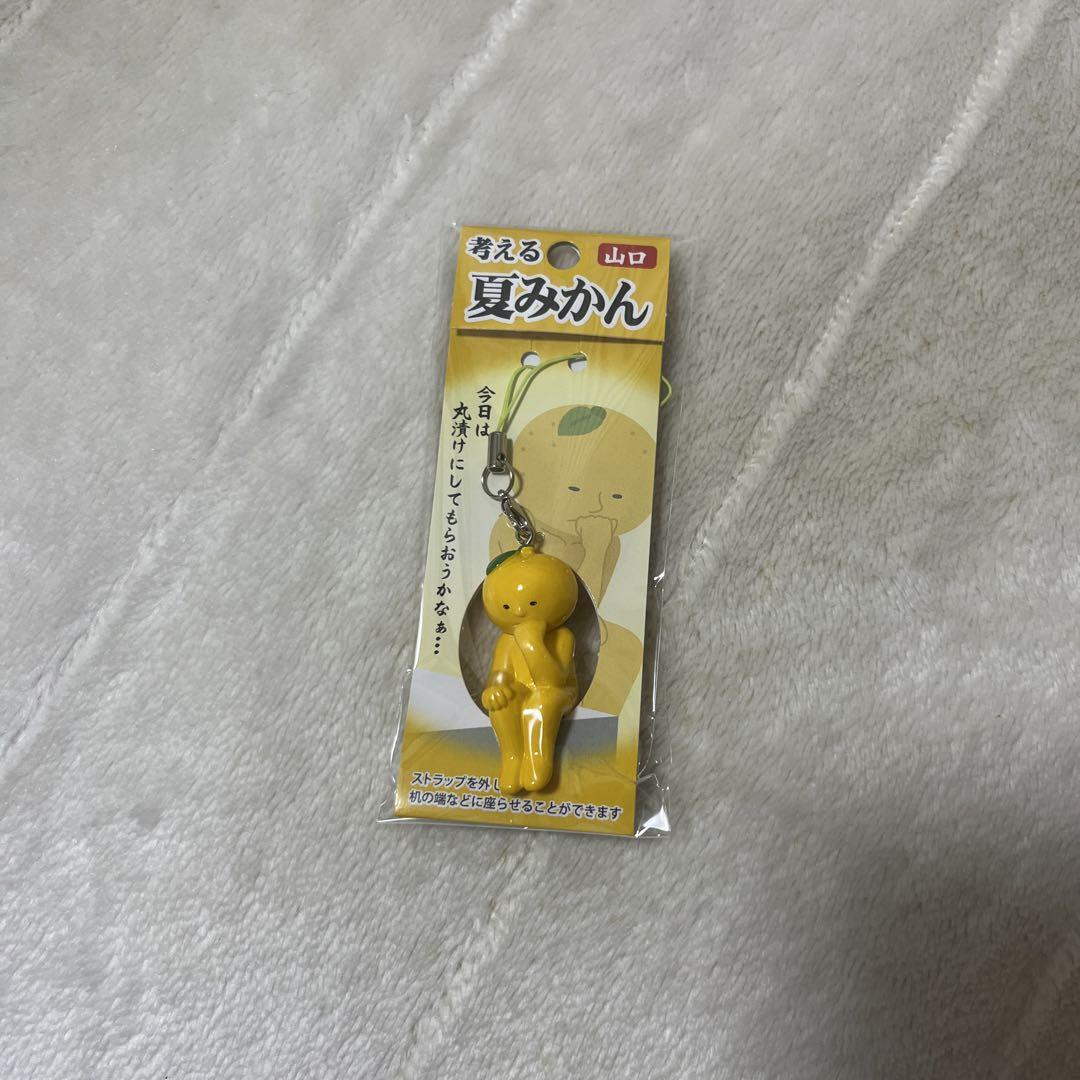 考える
山口
夏みかん
今日は
丸漬けにしてもらおうかなぁ…
ストラップを外し
机の端などに座らせることができます